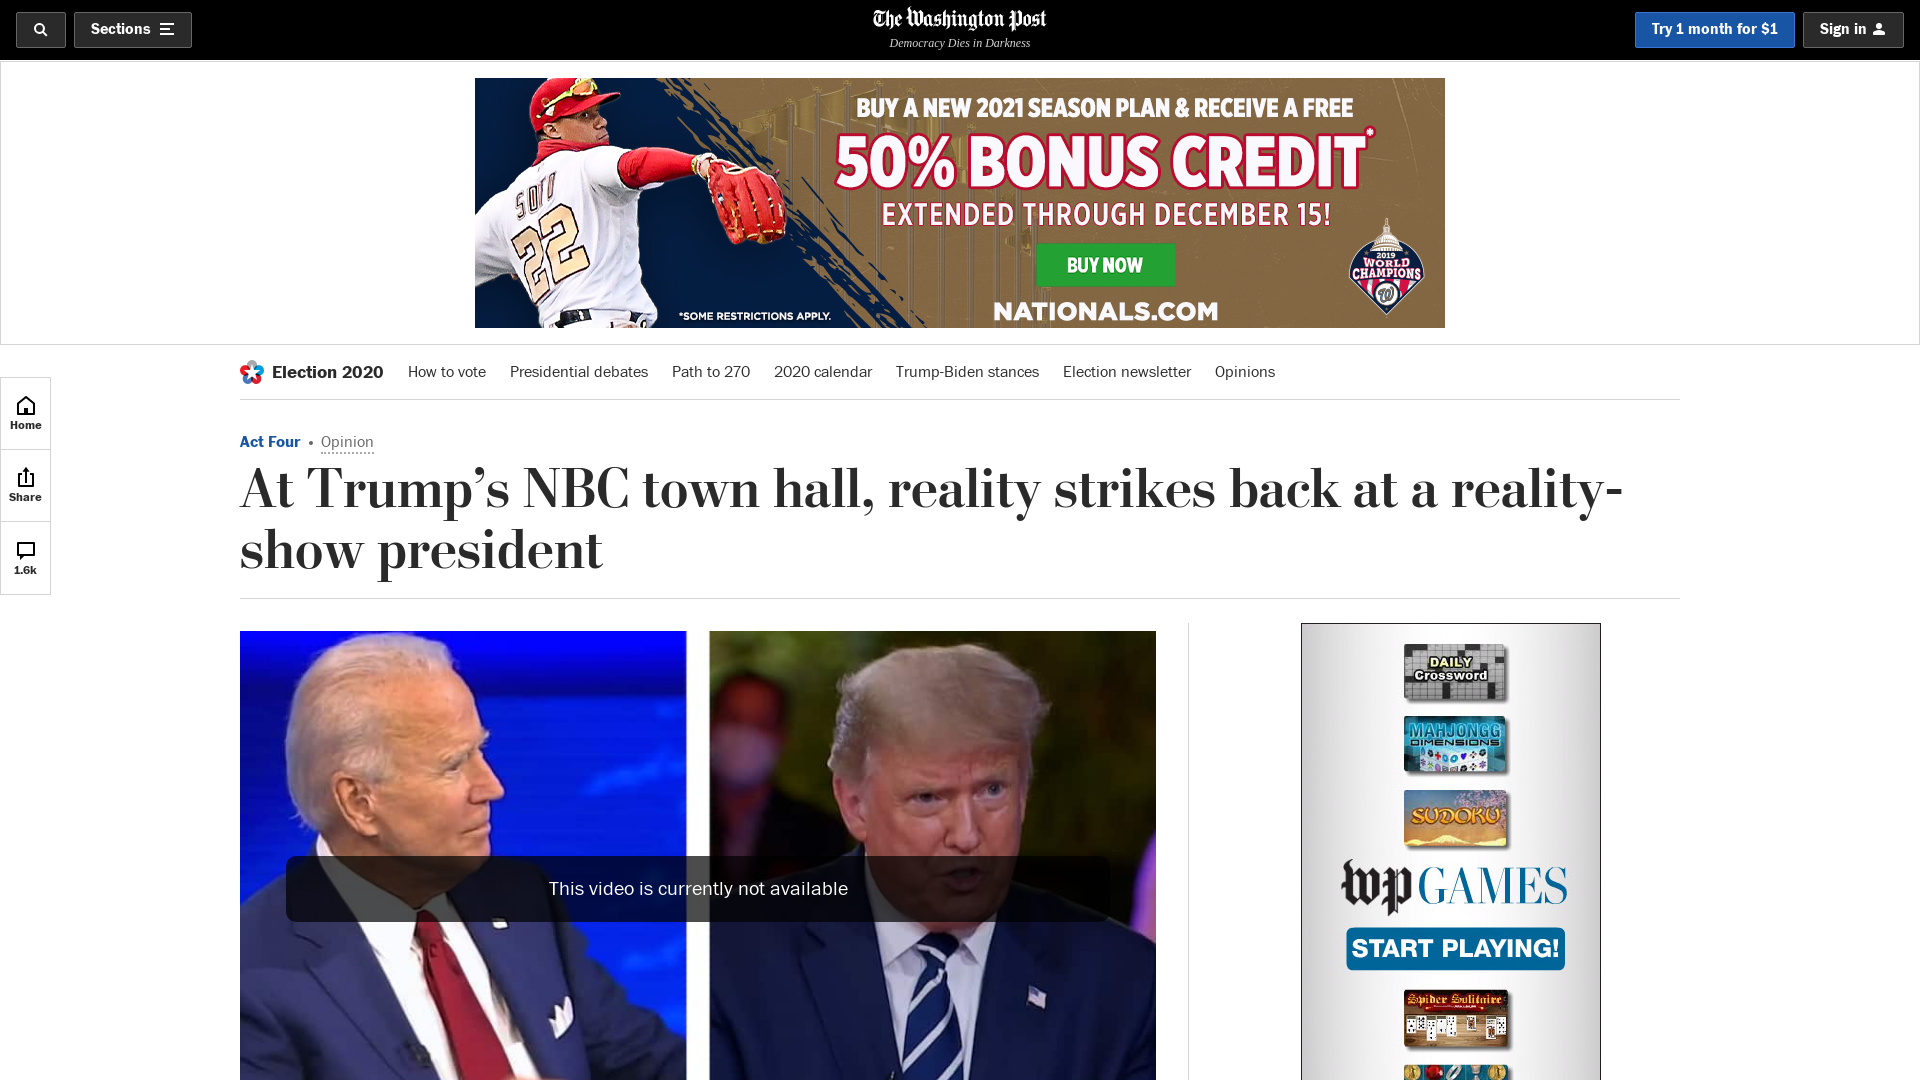 Sections
The Washington Post
Democracy Dies in Darkness
Try 1 month for $1
Sign in
BUY A NEW 2021 SEASON PLAN & RECEIVE A FREE
50% BONUS CREDIT*
EXTENDED THROUGH DECEMBER 15!
BUY NOW
NATIONALS.COM
*SOME RESTRICTIONS APPLY.
SOTO
22
2019
WORLD
CHAMPIONS
W
Election 2020
How to vote
Presidential debates
Path to 270
2020 calendar
Trump-Biden stances
Election newsletter
Opinions
Home
Share
1.6k
Act Four • Opinion
At Trump’s NBC town hall, reality strikes back at a reality-
show president
This video is currently not available
DAILY
Crossword
MAHJONGG
DIMENSIONS
SUDOKU
wp GAMES
START PLAYING!
Spider Solitaire